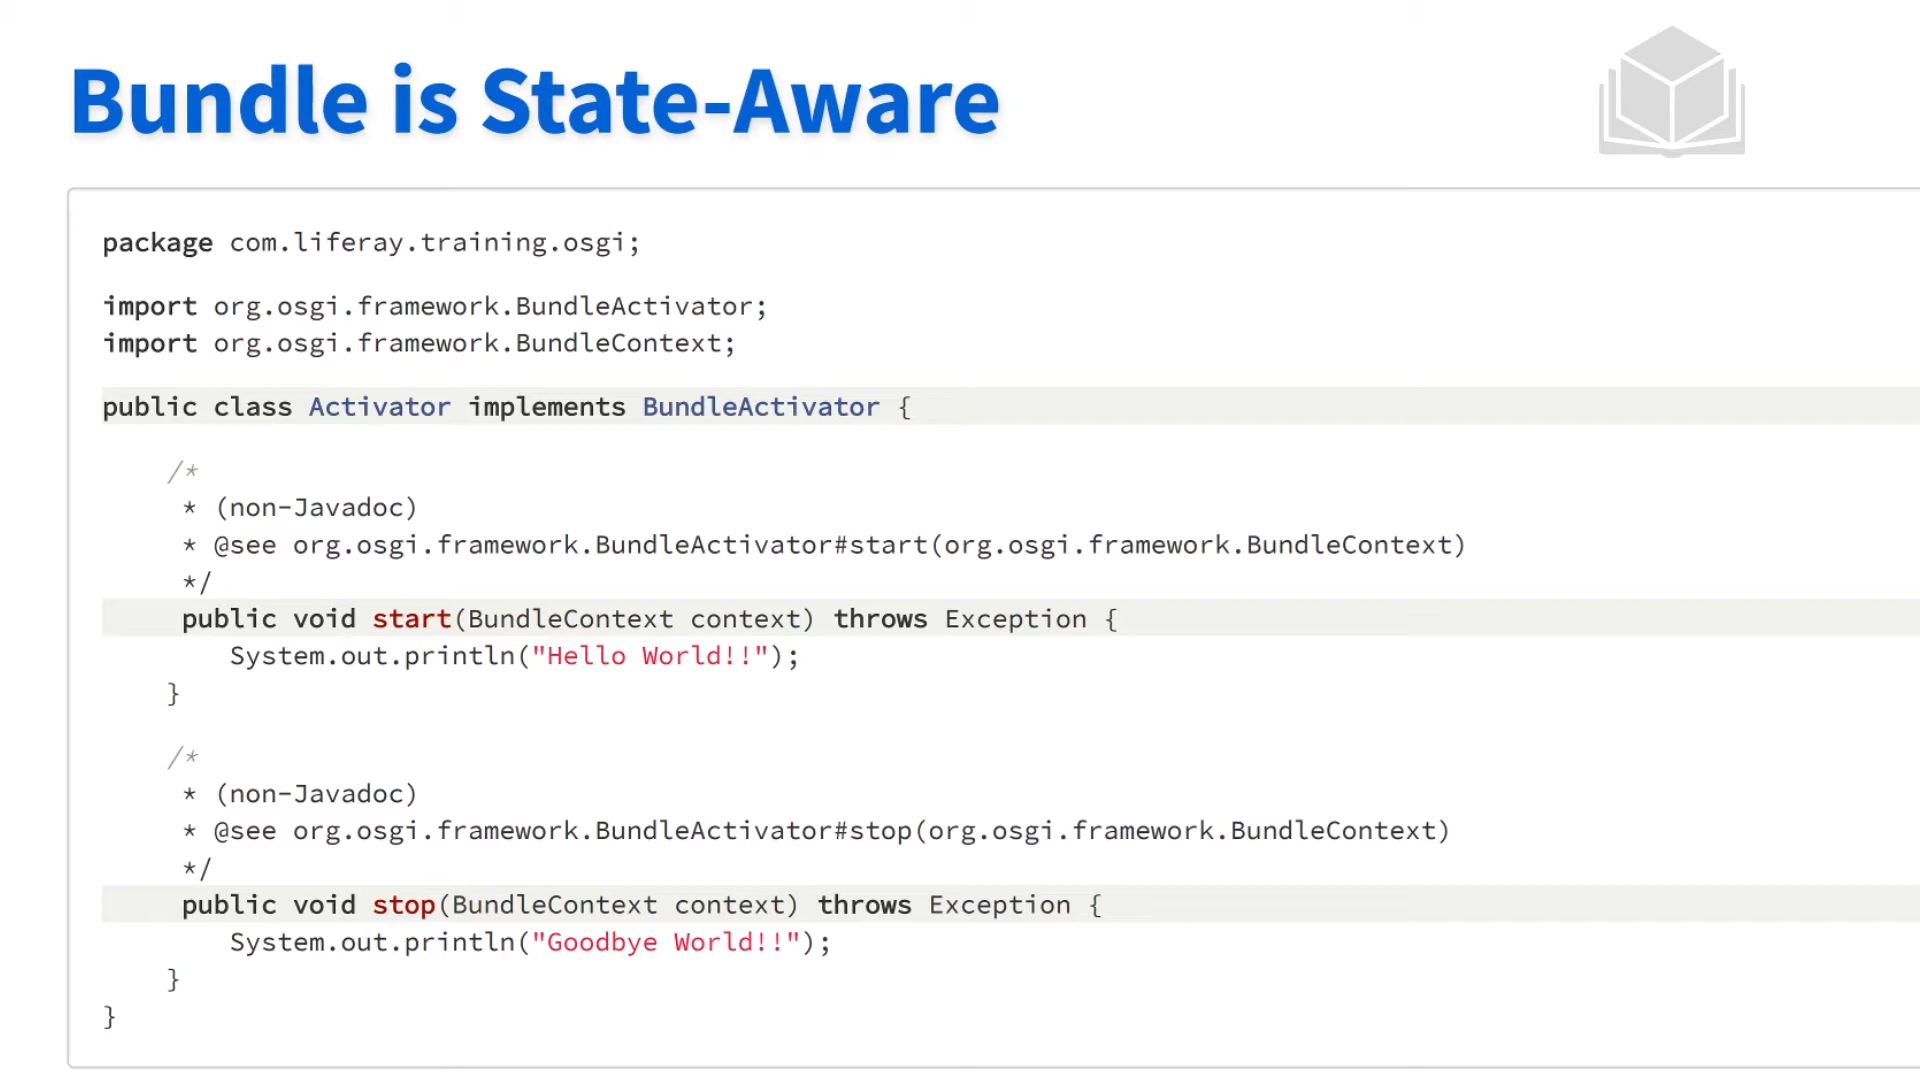 Bundle is State-Aware
package com.liferay.training.osgi;
import org.osgi.framework.BundleActivator;
import org.osgi.framework.BundleContext;
public class Activator implements BundleActivator {
/*
* (non-Javadoc)
* @see org.osgi.framework.BundleActivator#start(org.osgi.framework.BundleContext)
*/
public void start(BundleContext context) throws Exception {
System.out.println("Hello World!!");
}
/*
* (non-Javadoc)
* @see org.osgi.framework.BundleActivator#stop(org.osgi.framework.BundleContext)
*/
public void stop(BundleContext context) throws Exception {
System.out.println("Goodbye World!!");
}
}